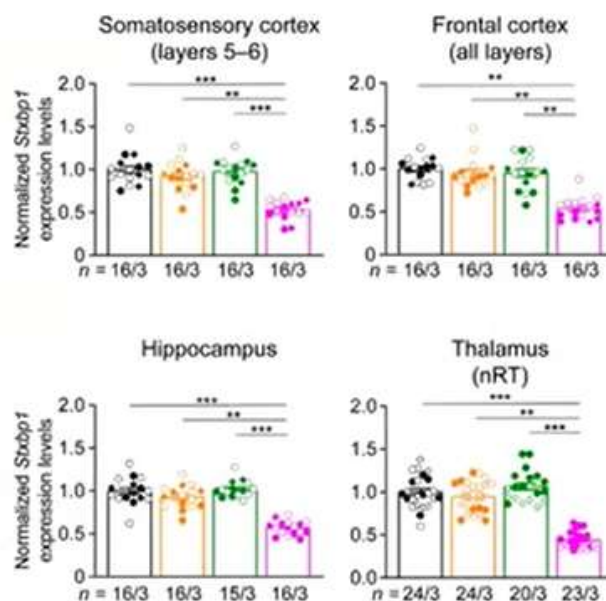 Somatosensory cortex
(layers 5–6)
Normalized Stxbp1
expression levels
2.0
1.5
1.0
0.5
0
***
**
***
n = 16/3 16/3 16/3 16/3
Frontal cortex
(all layers)
2.0
1.5
1.0
0.5
0
**
**
**
n = 16/3 16/3 16/3 16/3
Hippocampus
Normalized Stxbp1
expression levels
2.0
1.5
1.0
0.5
0
***
**
***
n = 16/3 16/3 15/3 16/3
Thalamus
(nRT)
2.0
1.5
1.0
0.5
0
***
**
***
n = 24/3 24/3 20/3 23/3